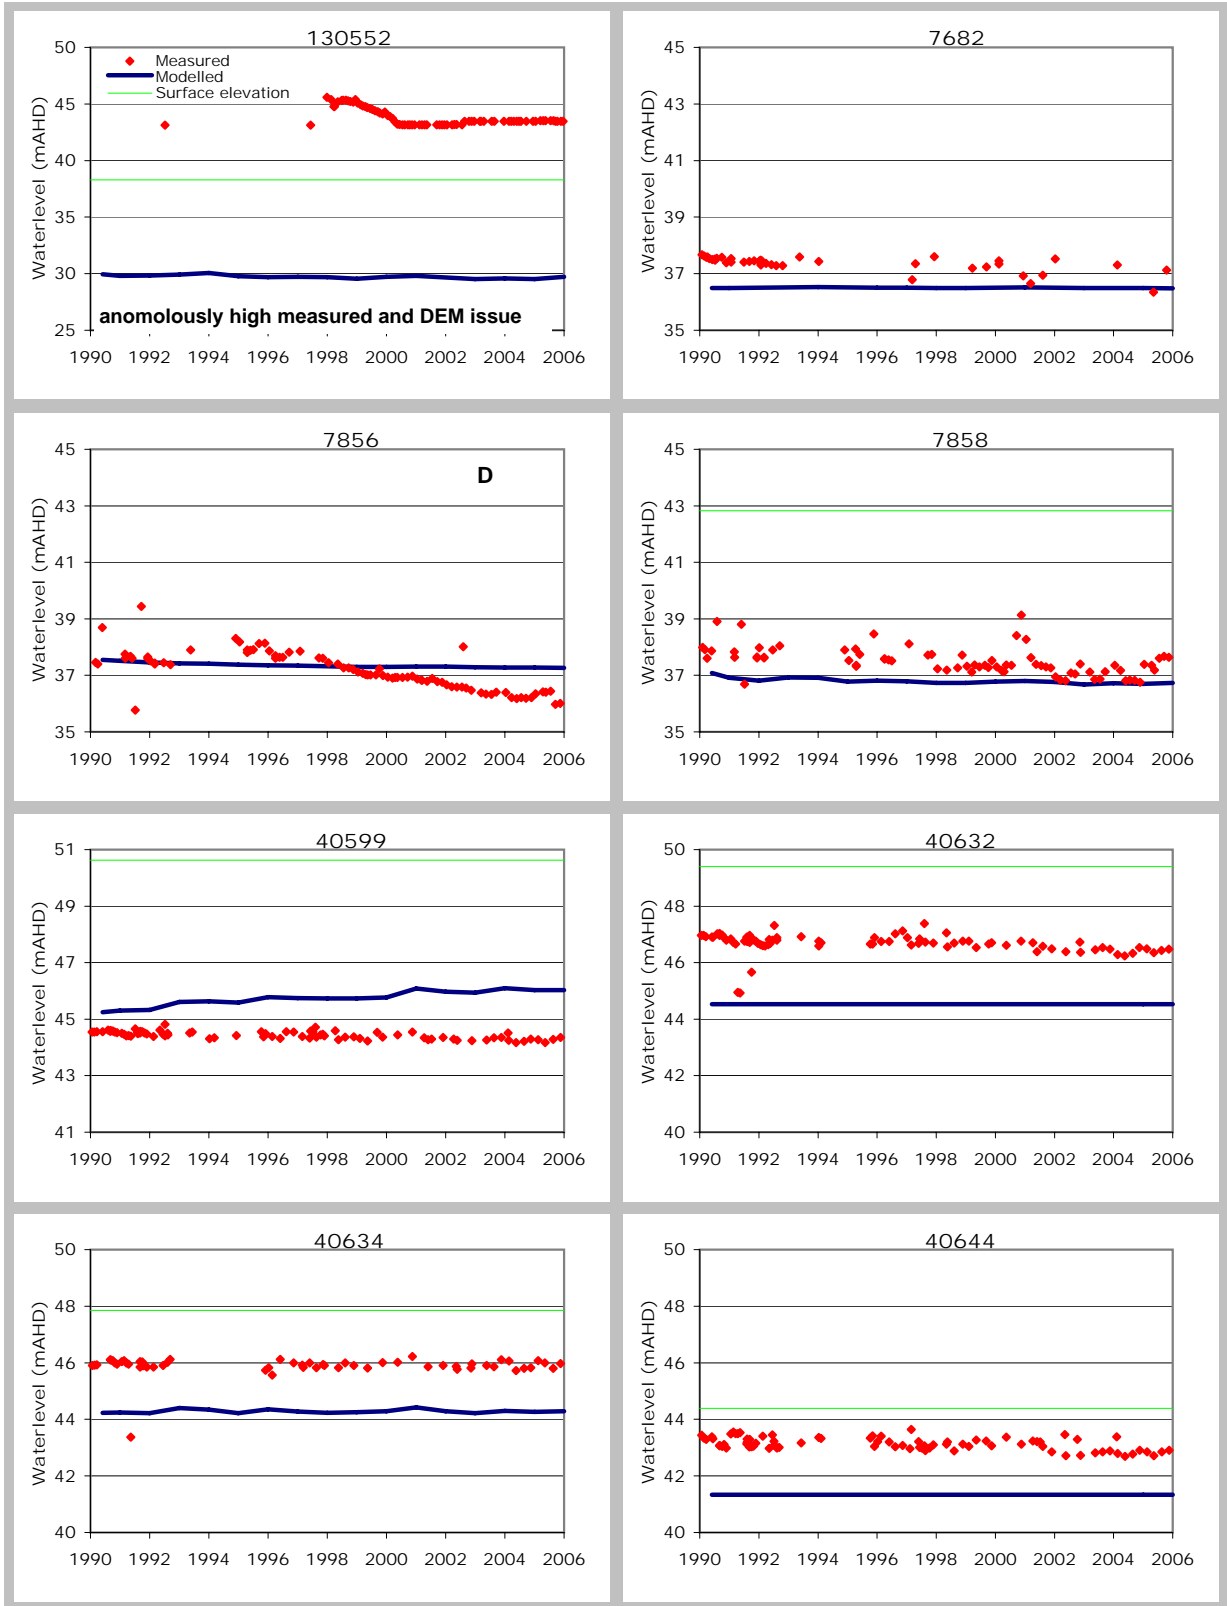 130552
Measured
Modelled
Surface elevation
Waterlevel (mAHD)
50
45
40
35
30
25
anomolously high measured and DEM issue
1990 1992 1994 1996 1998 2000 2002 2004 2006
7682
Waterlevel (mAHD)
45
43
41
39
37
35
1990 1992 1994 1996 1998 2000 2002 2004 2006
7856
D
Waterlevel (mAHD)
45
43
41
39
37
35
1990 1992 1994 1996 1998 2000 2002 2004 2006
7858
Waterlevel (mAHD)
45
43
41
39
37
35
1990 1992 1994 1996 1998 2000 2002 2004 2006
40599
Waterlevel (mAHD)
51
49
47
45
43
41
1990 1992 1994 1996 1998 2000 2002 2004 2006
40632
Waterlevel (mAHD)
50
48
46
44
42
40
1990 1992 1994 1996 1998 2000 2002 2004 2006
40634
Waterlevel (mAHD)
50
48
46
44
42
40
1990 1992 1994 1996 1998 2000 2002 2004 2006
40644
Waterlevel (mAHD)
50
48
46
44
42
40
1990 1992 1994 1996 1998 2000 2002 2004 2006